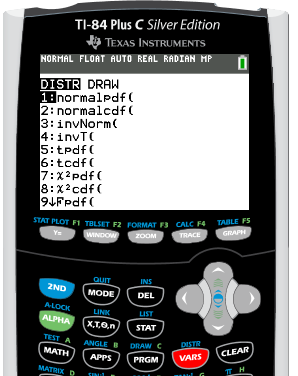 TI-84 Plus C Silver Edition
TEXAS INSTRUMENTS
NORMAL FLOAT AUTO REAL RADIAN MP
DISTR DRAW
1:normalpdf(
2:normalcdf(
3:invNorm(
4:invT(
5:tpdf(
6:tcdf(
7:χ²pdf(
8:χ²cdf(
9↓Fpdf(
STAT PLOT F1 TBLSET F2 FORMAT F3 CALC F4 TABLE F5
Y= WINDOW ZOOM TRACE GRAPH
QUIT INS
2ND MODE DEL
A-LOCK LINK LIST
ALPHA X,T,θ,n STAT
TEST A ANGLE B DRAW C DISTR
MATH APPS PRGM VARS CLEAR
MATRIX D π H